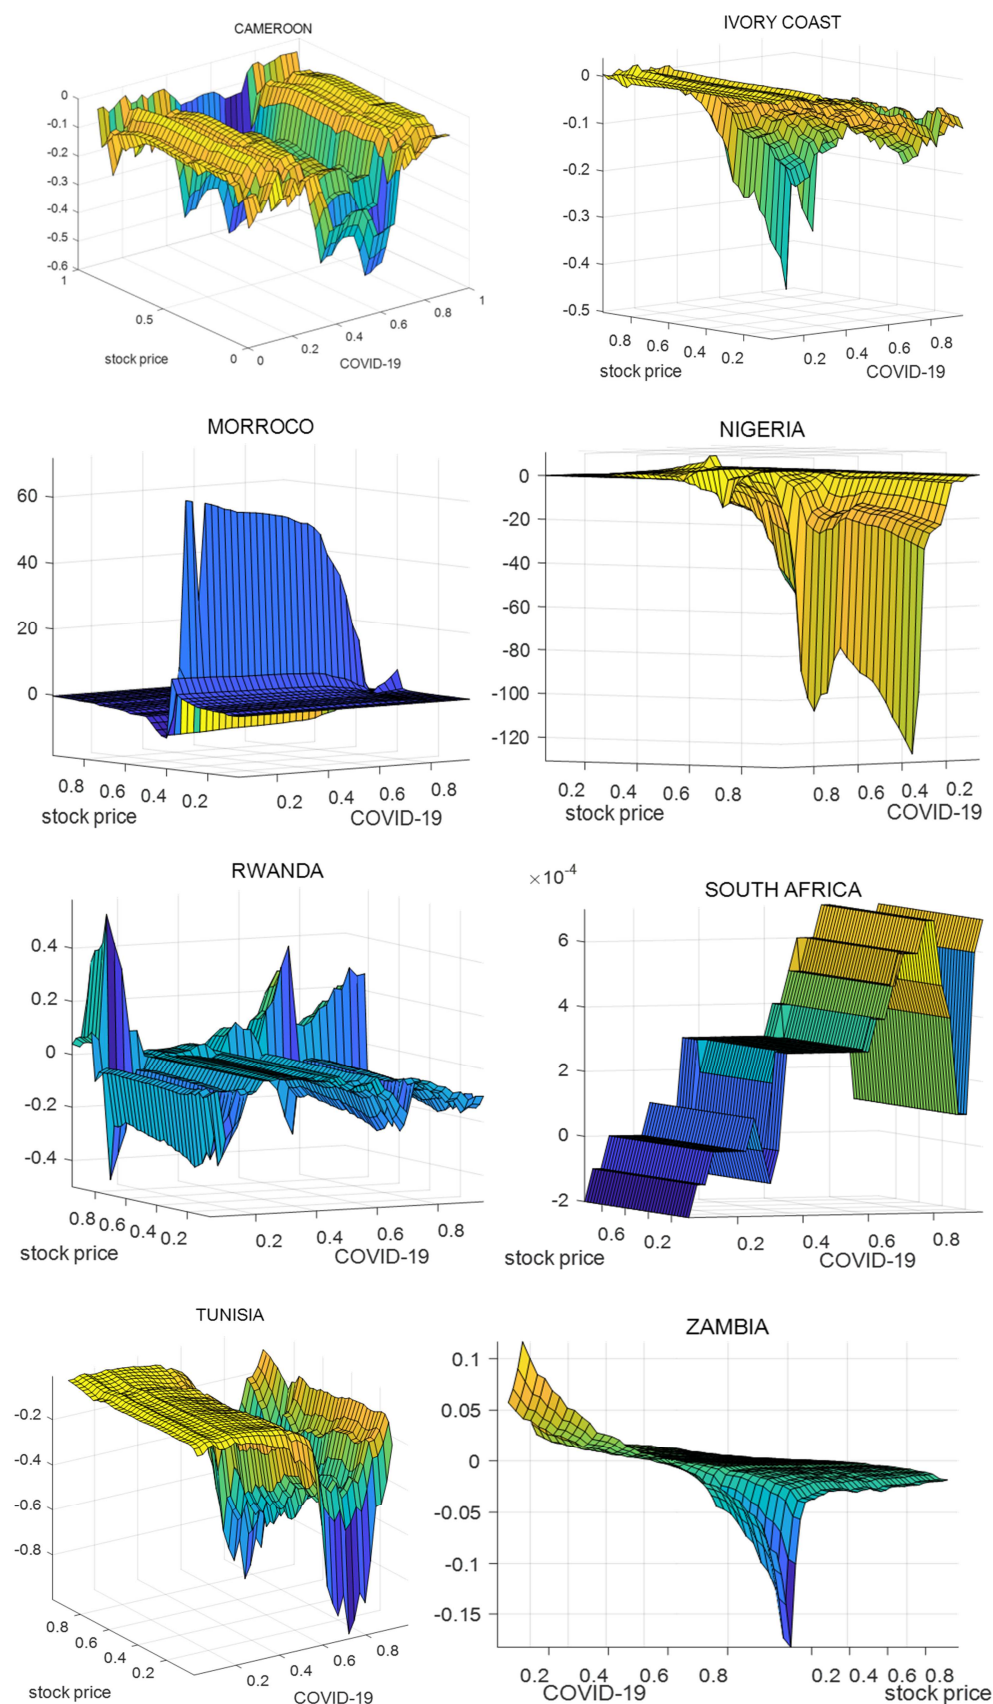 CAMEROON
0
-0.1
-0.2
-0.3
-0.4
-0.5
-0.6
1
0.5
0
0
0.2
0.4
0.6
0.8
1
stock price
COVID-19
IVORY COAST
0
-0.1
-0.2
-0.3
-0.4
-0.5
0.8 0.6 0.4 0.2
0.2 0.4 0.6 0.8
stock price
COVID-19
MORROCO
60
40
20
0
0.8 0.6 0.4 0.2
0.2 0.4 0.6 0.8
stock price
COVID-19
NIGERIA
0
-20
-40
-60
-80
-100
-120
0.2 0.4 0.6 0.8
0.8 0.6 0.4 0.2
stock price
COVID-19
RWANDA
0.4
0.2
0
-0.2
-0.4
0.8 0.6 0.4 0.2
0.2 0.4 0.6 0.8
stock price
COVID-19
×10-4
SOUTH AFRICA
6
4
2
0
-2
0.6 0.2
0.2 0.4 0.6 0.8
stock price
COVID-19
TUNISIA
-0.2
-0.4
-0.6
-0.8
0.8
0.6
0.4
0.2
0.2
0.4
0.6
0.8
stock price
COVID-19
ZAMBIA
0.1
0.05
0
-0.05
-0.1
-0.15
0.2 0.4 0.6 0.8
0.2 0.4 0.6 0.8
COVID-19
stock price